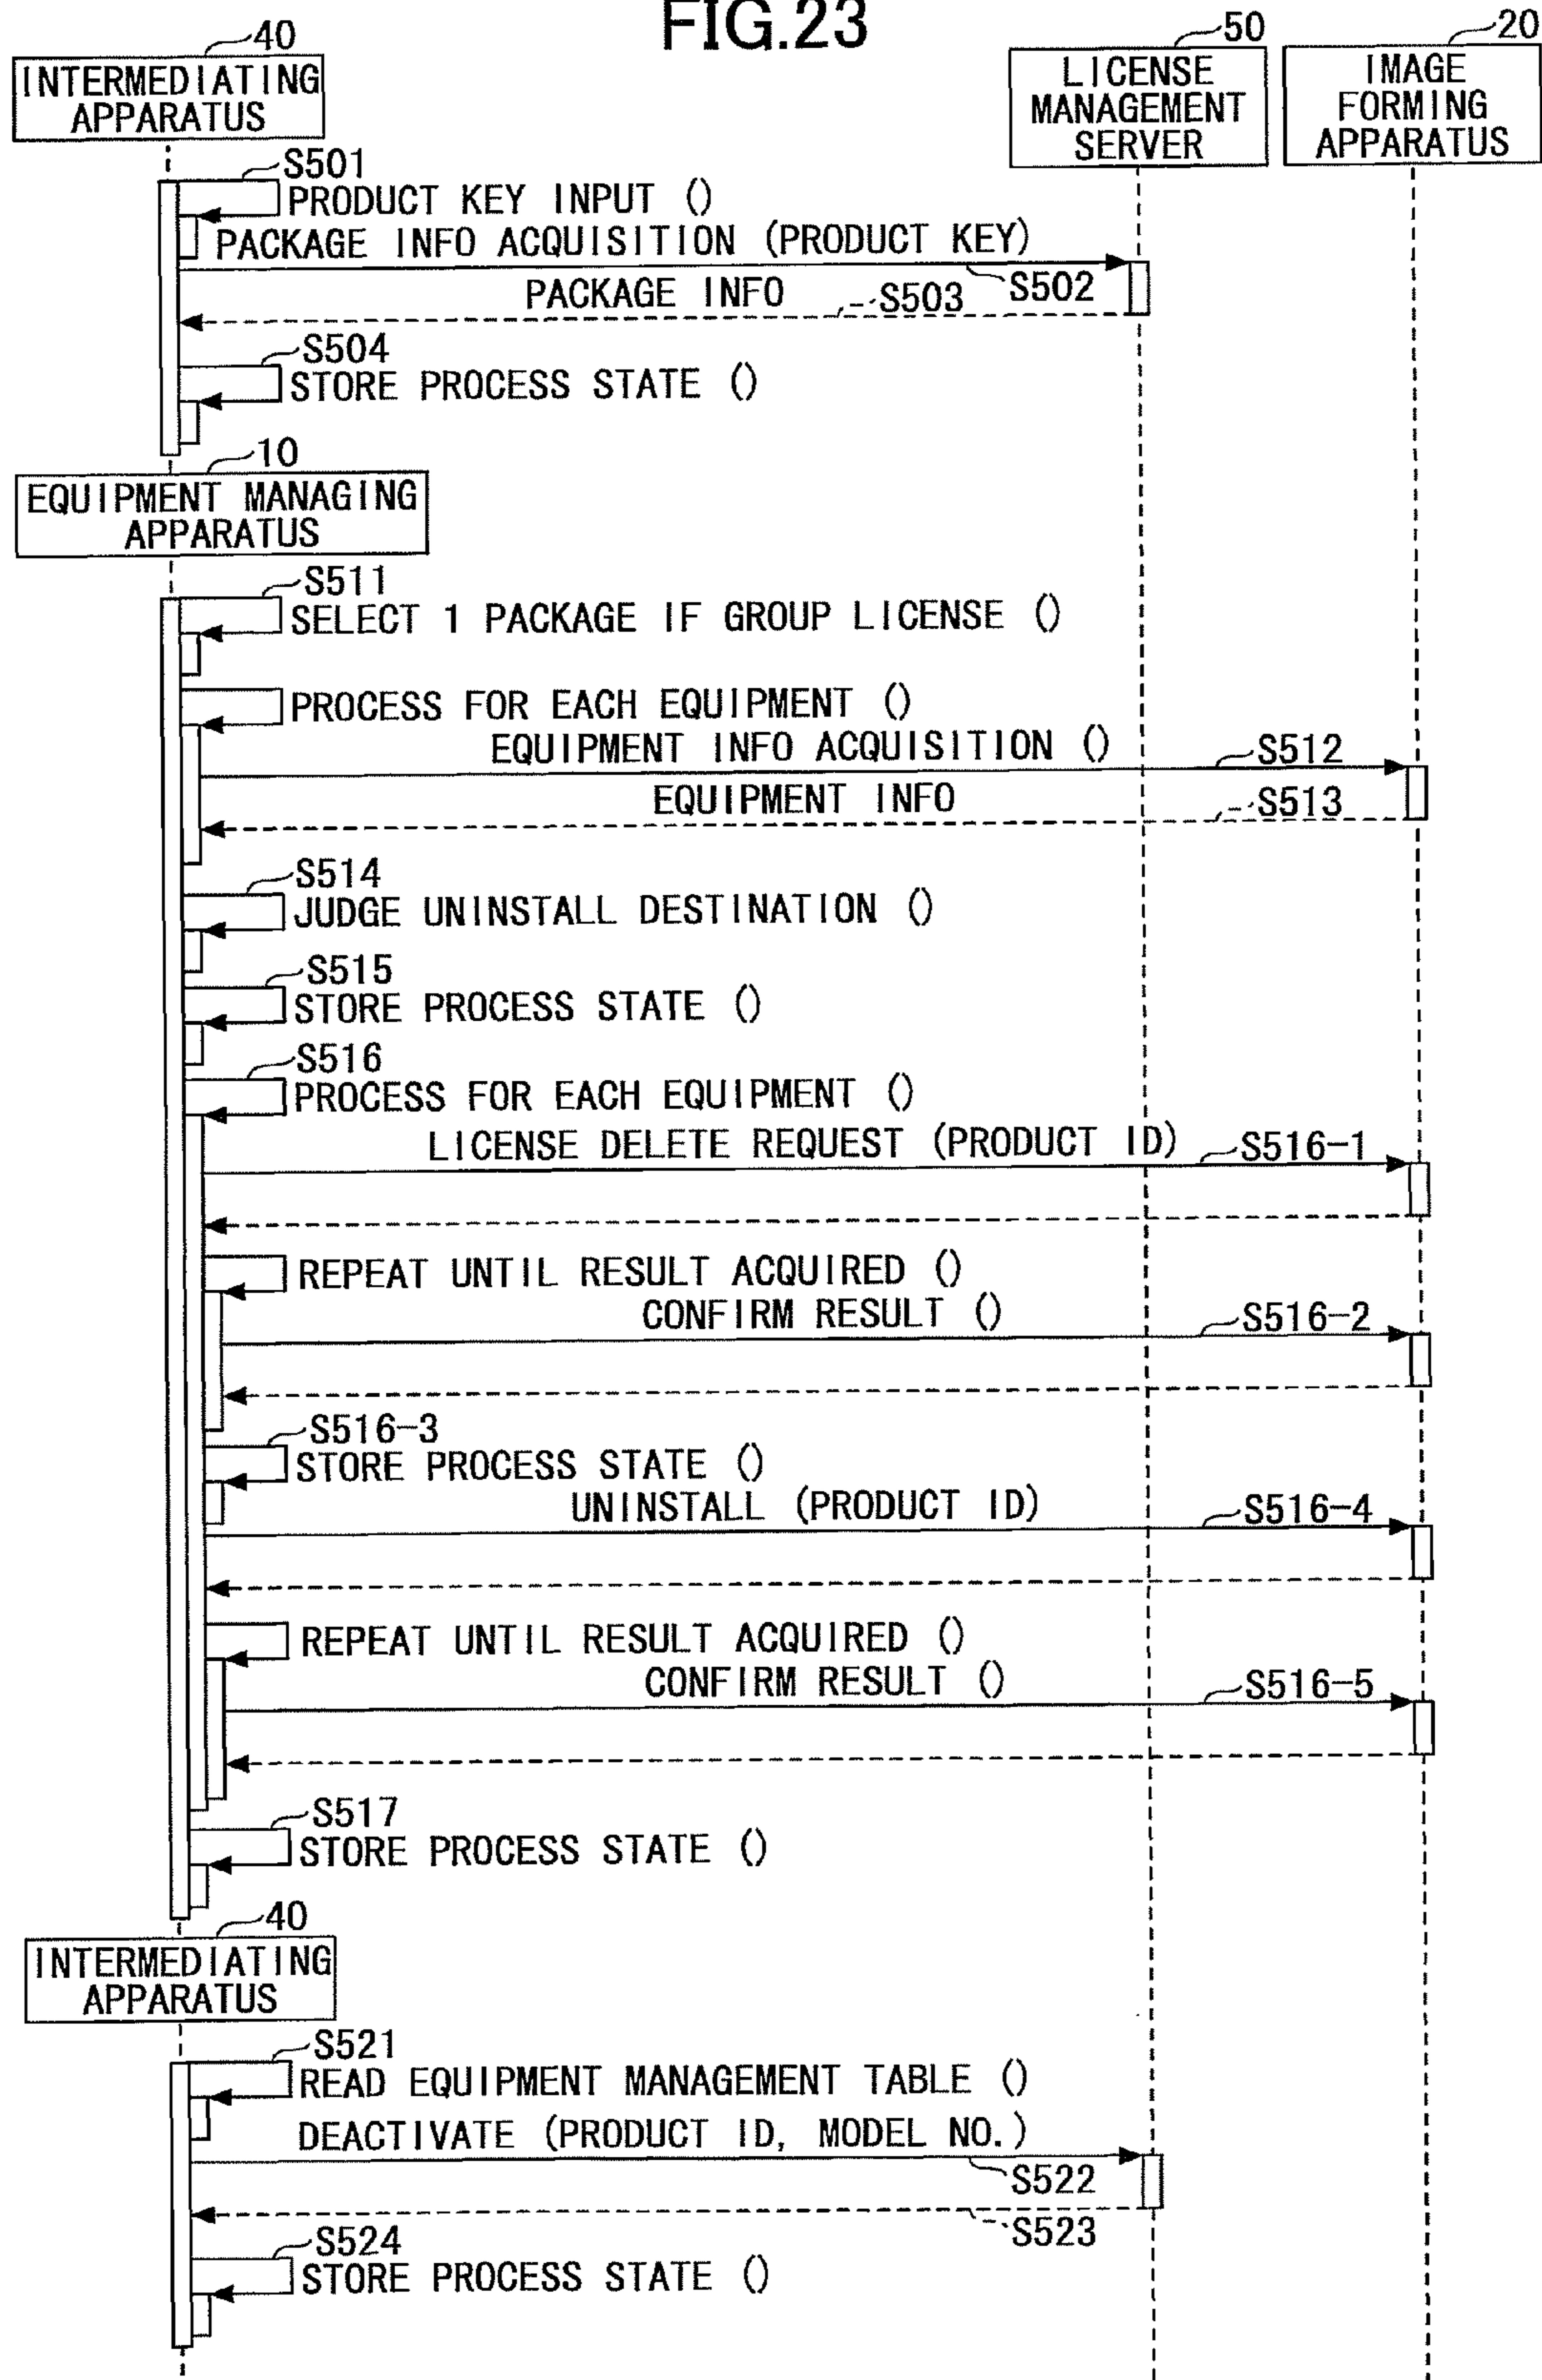 FIG.23
40
INTERMEDIATING
APPARATUS
50
LICENSE
MANAGEMENT
SERVER
20
IMAGE
FORMING
APPARATUS
S501
PRODUCT KEY INPUT ()
PACKAGE INFO ACQUISITION (PRODUCT KEY)
S502
PACKAGE INFO
S503
S504
STORE PROCESS STATE ()
10
EQUIPMENT MANAGING
APPARATUS
S511
SELECT 1 PACKAGE IF GROUP LICENSE ()
PROCESS FOR EACH EQUIPMENT ()
EQUIPMENT INFO ACQUISITION ()
S512
EQUIPMENT INFO
S513
S514
JUDGE UNINSTALL DESTINATION ()
S515
STORE PROCESS STATE ()
S516
PROCESS FOR EACH EQUIPMENT ()
LICENSE DELETE REQUEST (PRODUCT ID)
S516-1
REPEAT UNTIL RESULT ACQUIRED ()
CONFIRM RESULT ()
S516-2
S516-3
STORE PROCESS STATE ()
UNINSTALL (PRODUCT ID)
S516-4
REPEAT UNTIL RESULT ACQUIRED ()
CONFIRM RESULT ()
S516-5
S517
STORE PROCESS STATE ()
40
INTERMEDIATING
APPARATUS
S521
READ EQUIPMENT MANAGEMENT TABLE ()
DEACTIVATE (PRODUCT ID, MODEL NO.)
S522
S523
S524
STORE PROCESS STATE ()